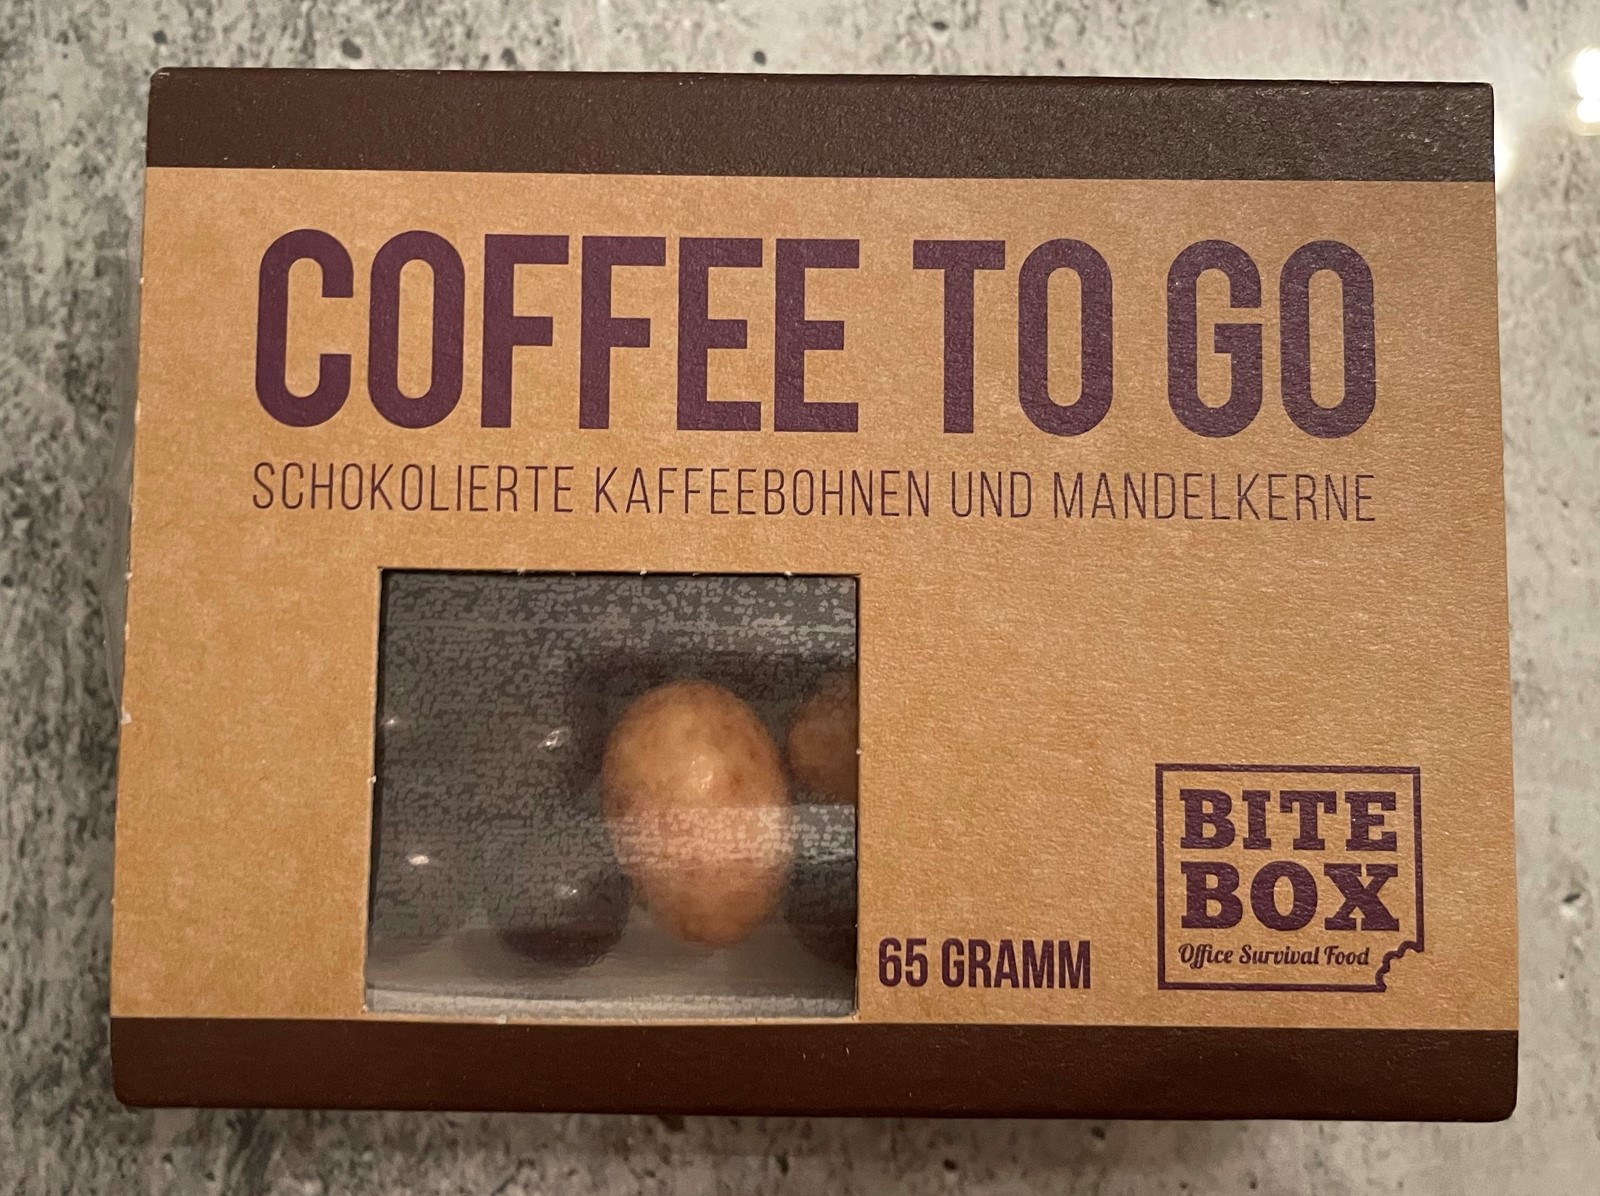 COFFEE TO GO
SCHOKOLIERTE KAFFEEBOHNEN UND MANDELKERNE
65 GRAMM
BITE
BOX
Office Survival Food